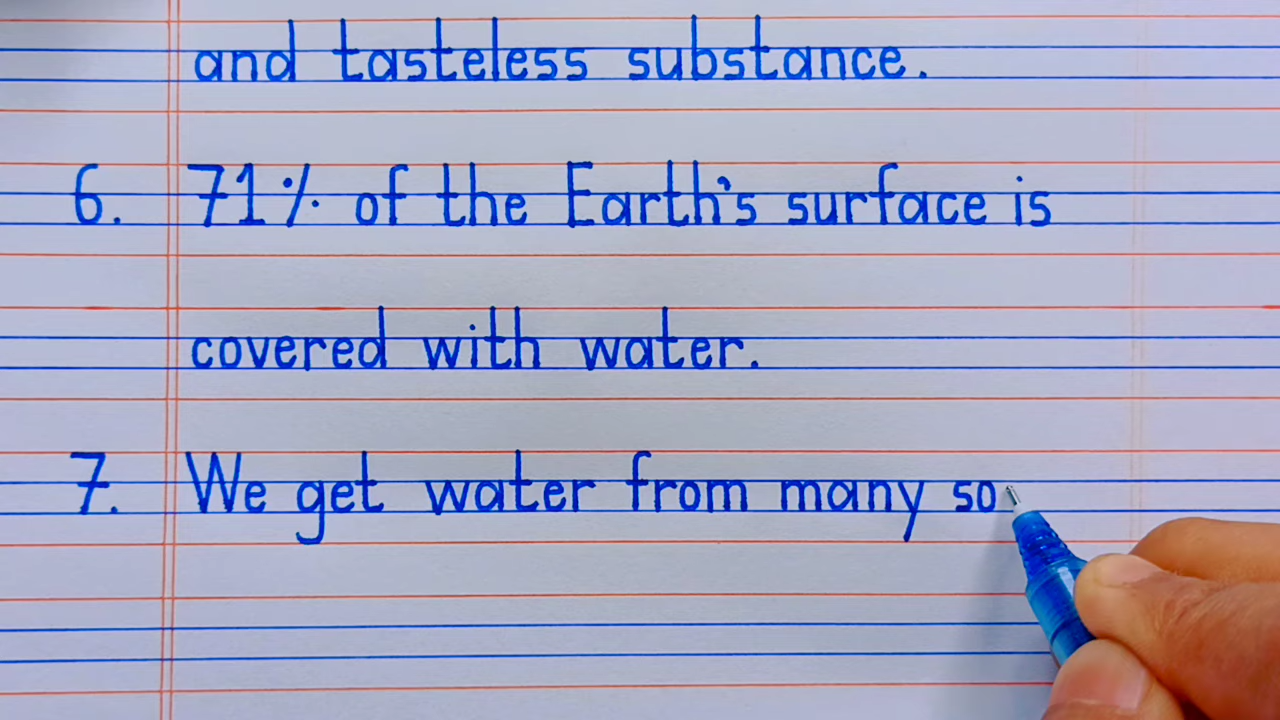 and tasteless substance.
6. 71% of the Earth's surface is
covered with water.
7. We get water from many so